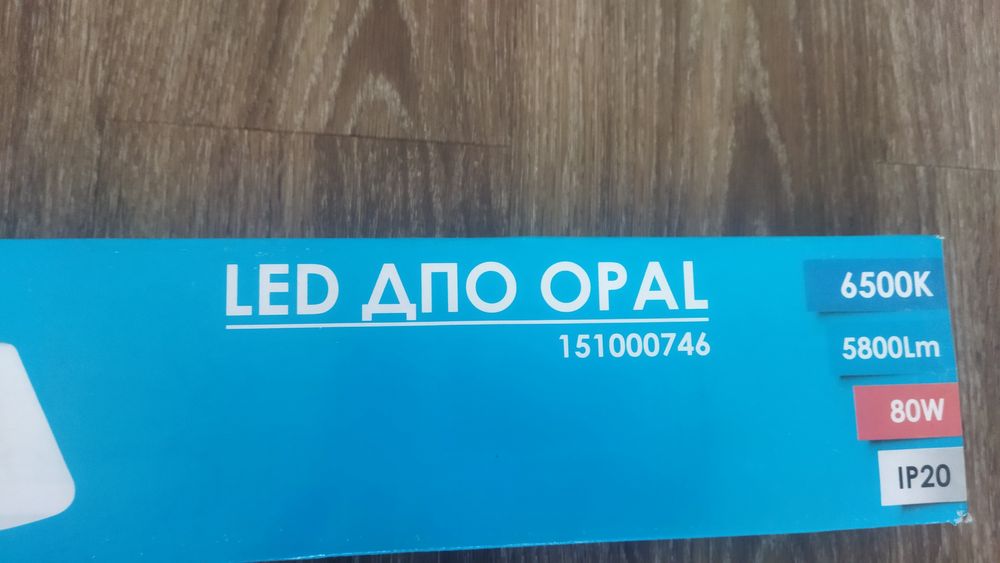 LED ДПО OPAL
151000746
6500K
5800Lm
80W
IP20